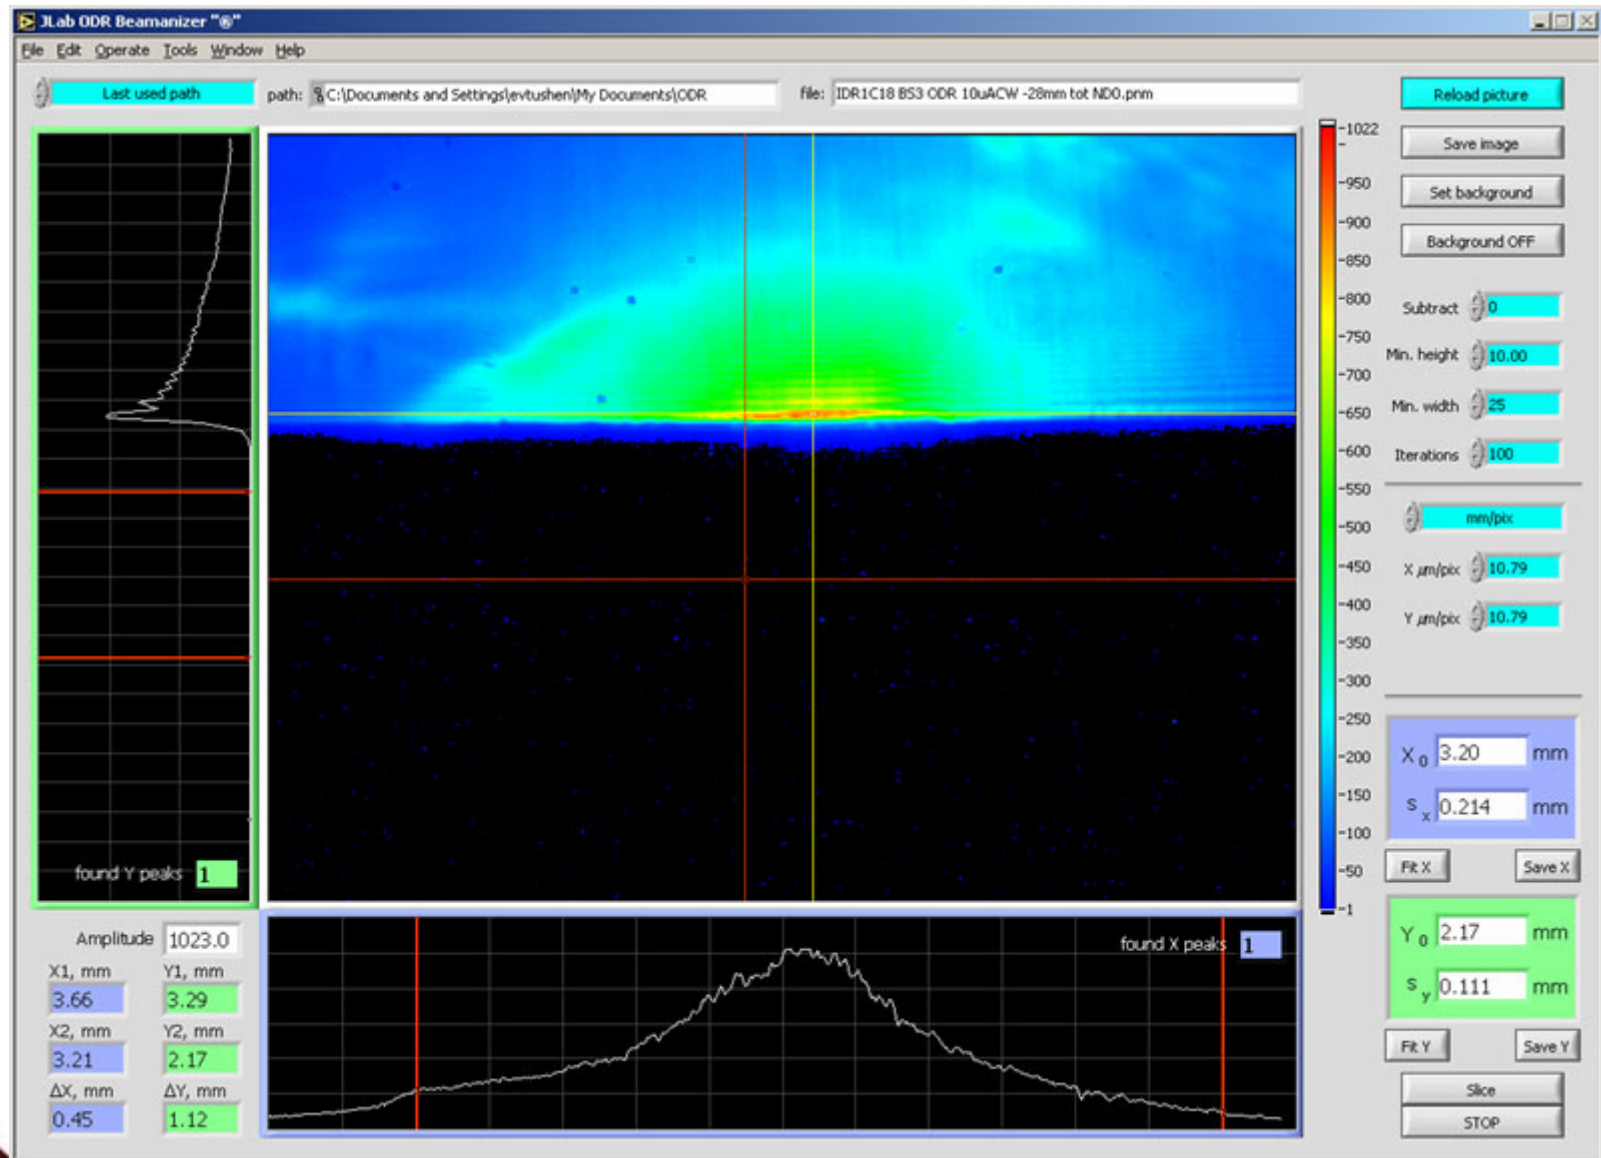 JLab ODR Beamanizer "®"
File Edit Operate Tools Window Help
Last used path
path: C:\Documents and Settings\evtushen\My Documents\ODR
file: IDR1C18 BS3 ODR 10uACW -28mm tot ND0.pnm
Reload picture
Save image
Set background
Background OFF
Subtract 0
Min. height 10.00
Min. width 25
Iterations 100
mm/pix
X µm/pix 10.79
Y µm/pix 10.79
1022
950
900
850
800
750
700
650
600
550
500
450
400
350
300
250
200
150
100
50
1
X0 3.20 mm
Sx 0.214 mm
Fit X Save X
Y0 2.17 mm
Sy 0.111 mm
Fit Y Save Y
Slice
STOP
found Y peaks 1
Amplitude 1023.0
X1, mm Y1, mm
3.66 3.29
X2, mm Y2, mm
3.21 2.17
ΔX, mm ΔY, mm
0.45 1.12
found X peaks 1